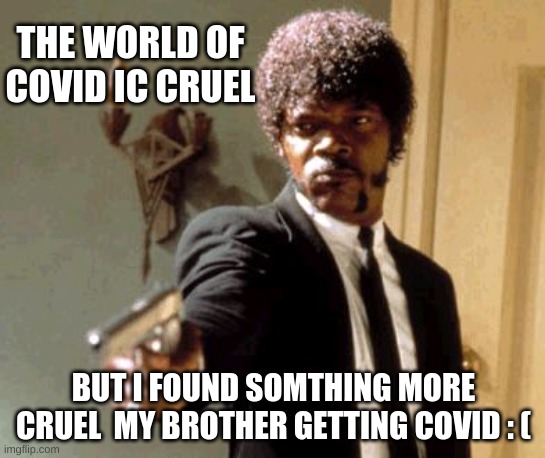 THE WORLD OF
COVID IC CRUEL
BUT I FOUND SOMTHING MORE
CRUEL  MY BROTHER GETTING COVID : (
imgflip.com